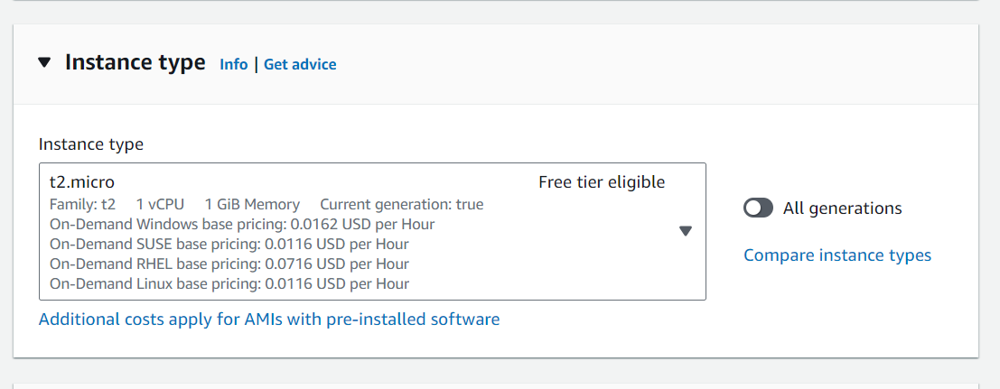 Instance type Info | Get advice
Instance type
t2.micro Free tier eligible
Family: t2 1 vCPU 1 GiB Memory Current generation: true
On-Demand Windows base pricing: 0.0162 USD per Hour
On-Demand SUSE base pricing: 0.0116 USD per Hour
On-Demand RHEL base pricing: 0.0716 USD per Hour
On-Demand Linux base pricing: 0.0116 USD per Hour
All generations
Compare instance types
Additional costs apply for AMIs with pre-installed software